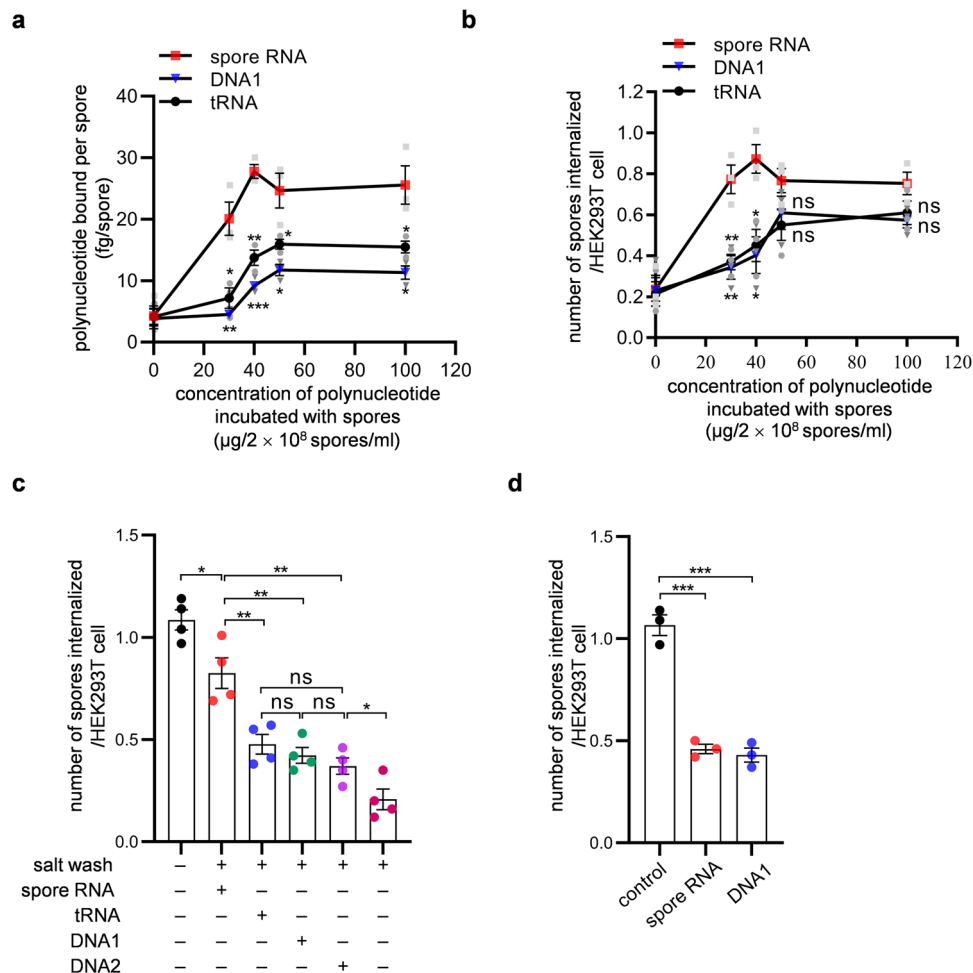 a
spore RNA
DNA1
tRNA
polynucleotide bound per spore
(fg/spore)
40
30
20
10
0
0 20 40 60 80 100 120
* ** * *
** *** * *
concentration of polynucleotide
incubated with spores
(µg/2 × 10⁸ spores/ml)
b
spore RNA
DNA1
tRNA
number of spores internalized
/HEK293T cell
1.2
1.0
0.8
0.6
0.4
0.2
0.0
0 20 40 60 80 100 120
** * ns ns
** * ns ns
concentration of polynucleotide
incubated with spores
(µg/2 × 10⁸ spores/ml)
c
number of spores internalized
/HEK293T cell
1.5
1.0
0.5
0.0
* **
**
**
ns
ns ns *
salt wash – + + + + +
spore RNA – + – – – –
tRNA – – + – – –
DNA1 – – – + – –
DNA2 – – – – + –
d
number of spores internalized
/HEK293T cell
1.5
1.0
0.5
0.0
***
***
control
spore RNA
DNA1